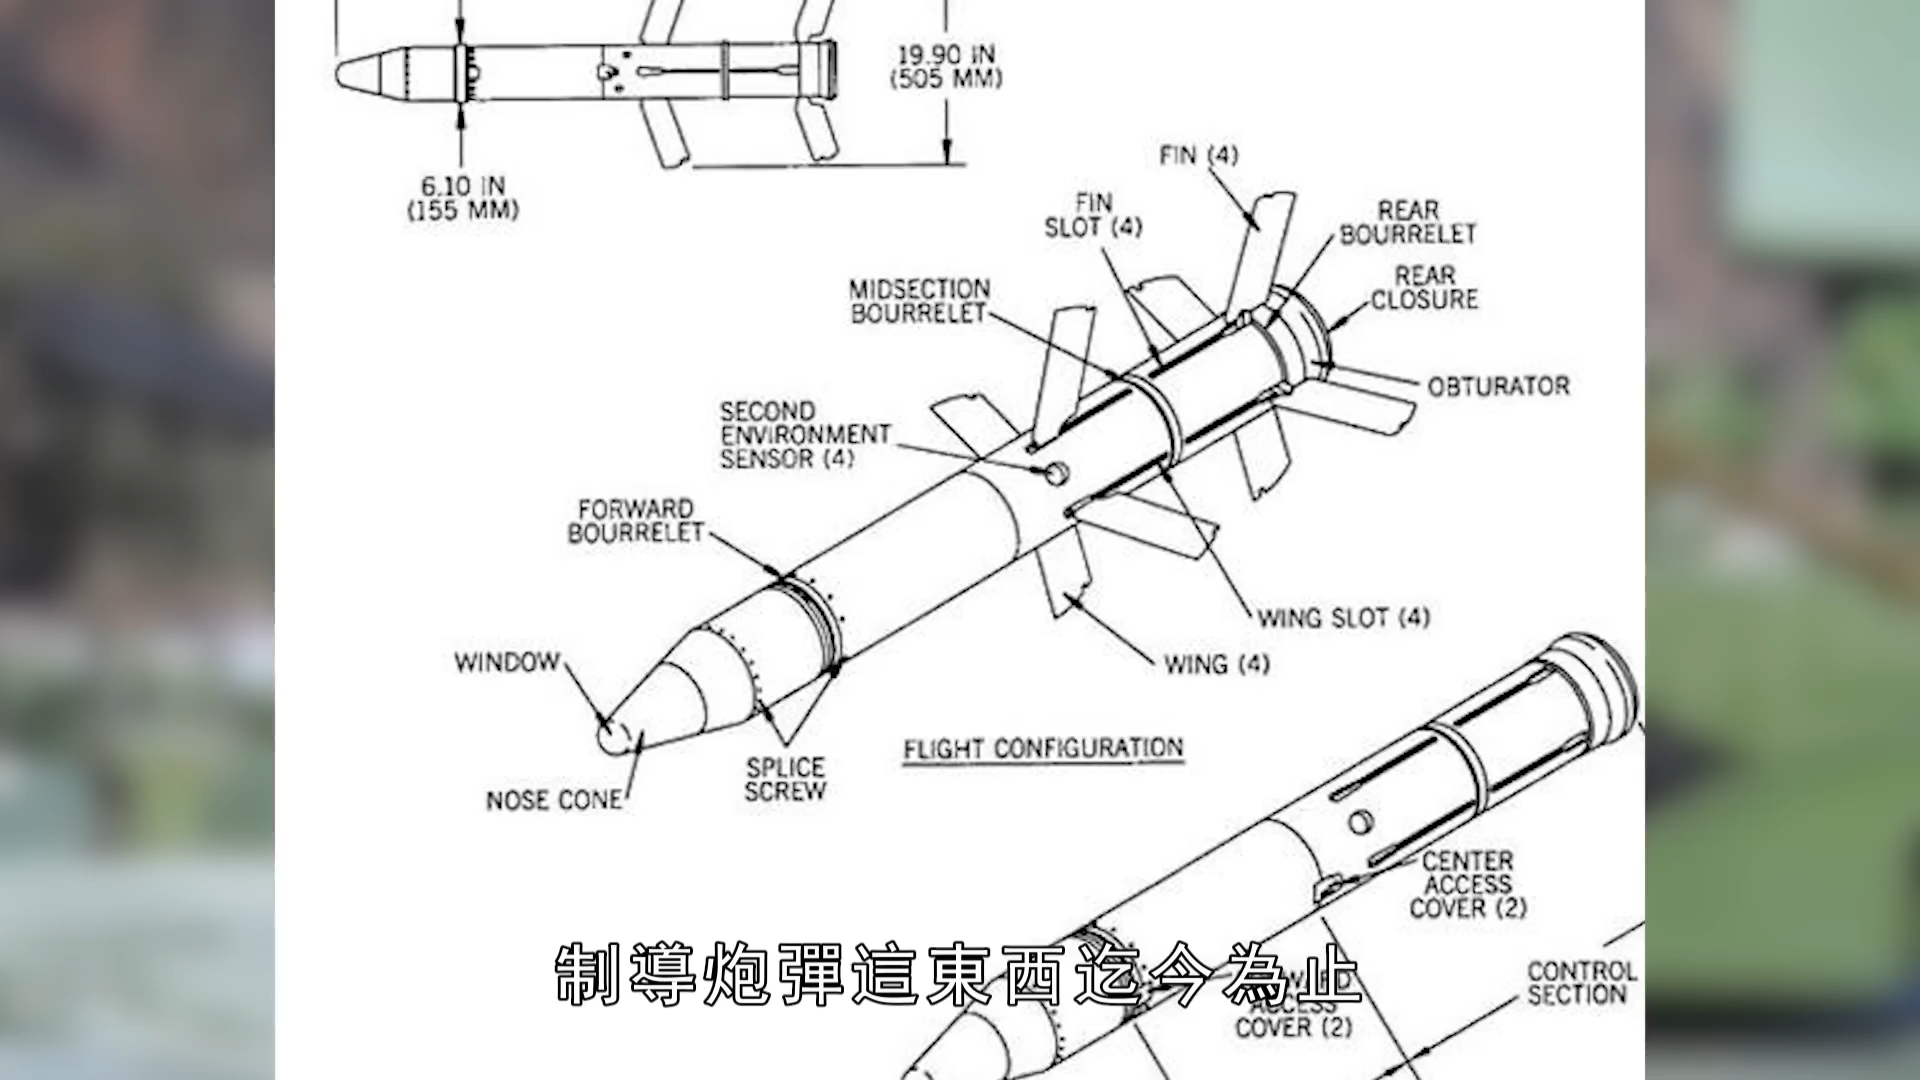 19.90 IN
(505 MM)
6.10 IN
(155 MM)
FIN (4)
FIN
SLOT (4)
REAR
BOURRELET
REAR
CLOSURE
MIDSECTION
BOURRELET
OBTURATOR
SECOND
ENVIRONMENT
SENSOR (4)
FORWARD
BOURRELET
WING SLOT (4)
WINDOW
WING (4)
FLIGHT CONFIGURATION
SPLICE
SCREW
NOSE CONE
CENTER
ACCESS
COVER (2)
CONTROL
SECTION
ACCESS
COVER (2)
制導炮彈這東西迄今為止